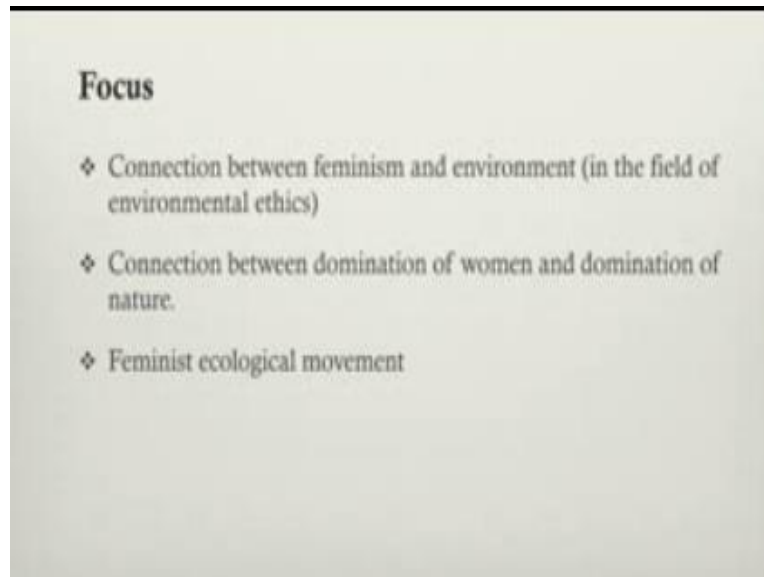 Focus
❖ Connection between feminism and environment (in the field of
environmental ethics)
❖ Connection between domination of women and domination of
nature.
❖ Feminist ecological movement